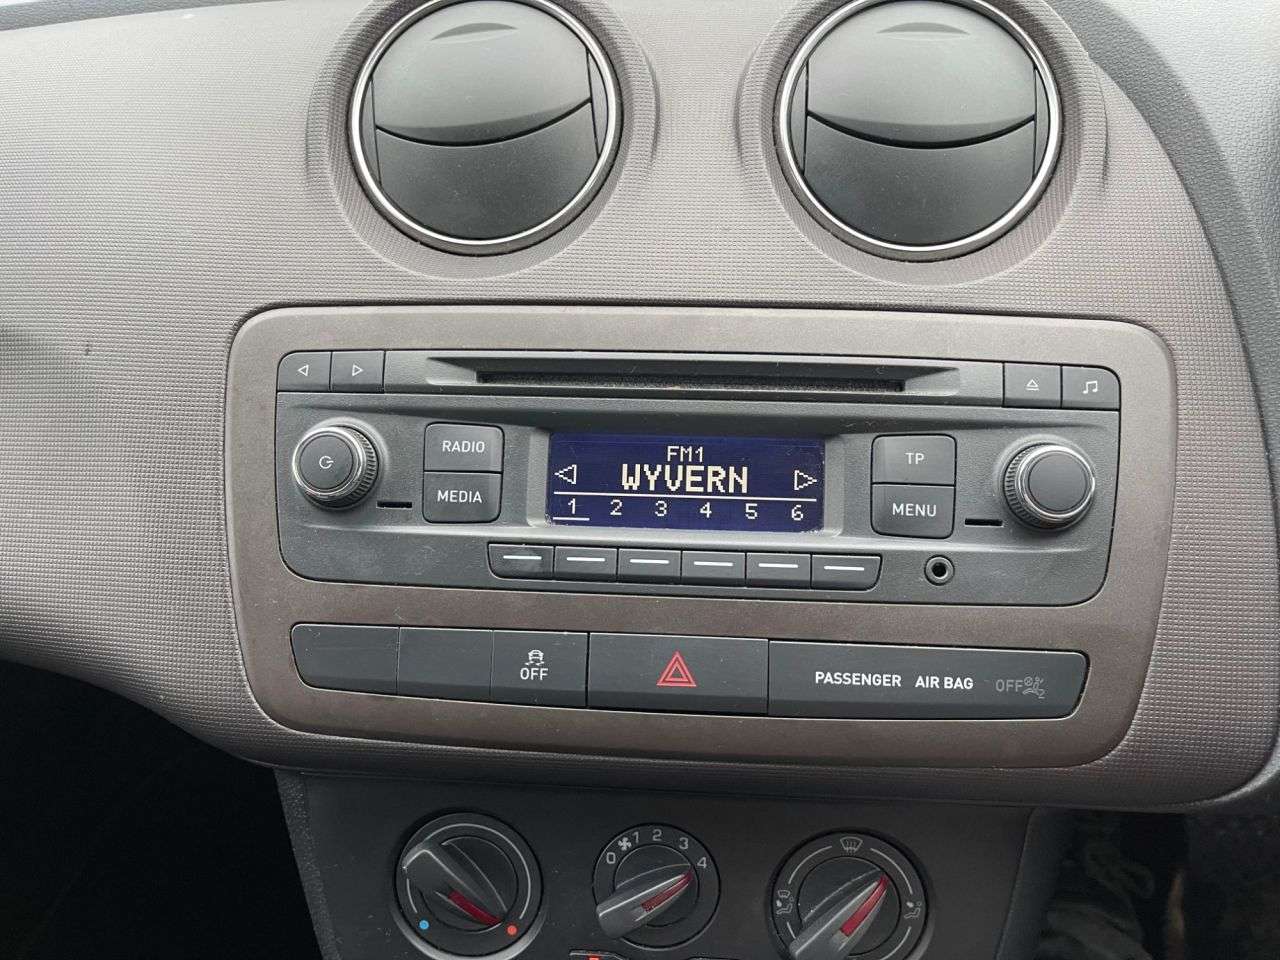 RADIO
MEDIA
FM1
WYVERN
1 2 3 4 5 6
TP
MENU
OFF
PASSENGER AIR BAG OFF
0 1 2 3 4